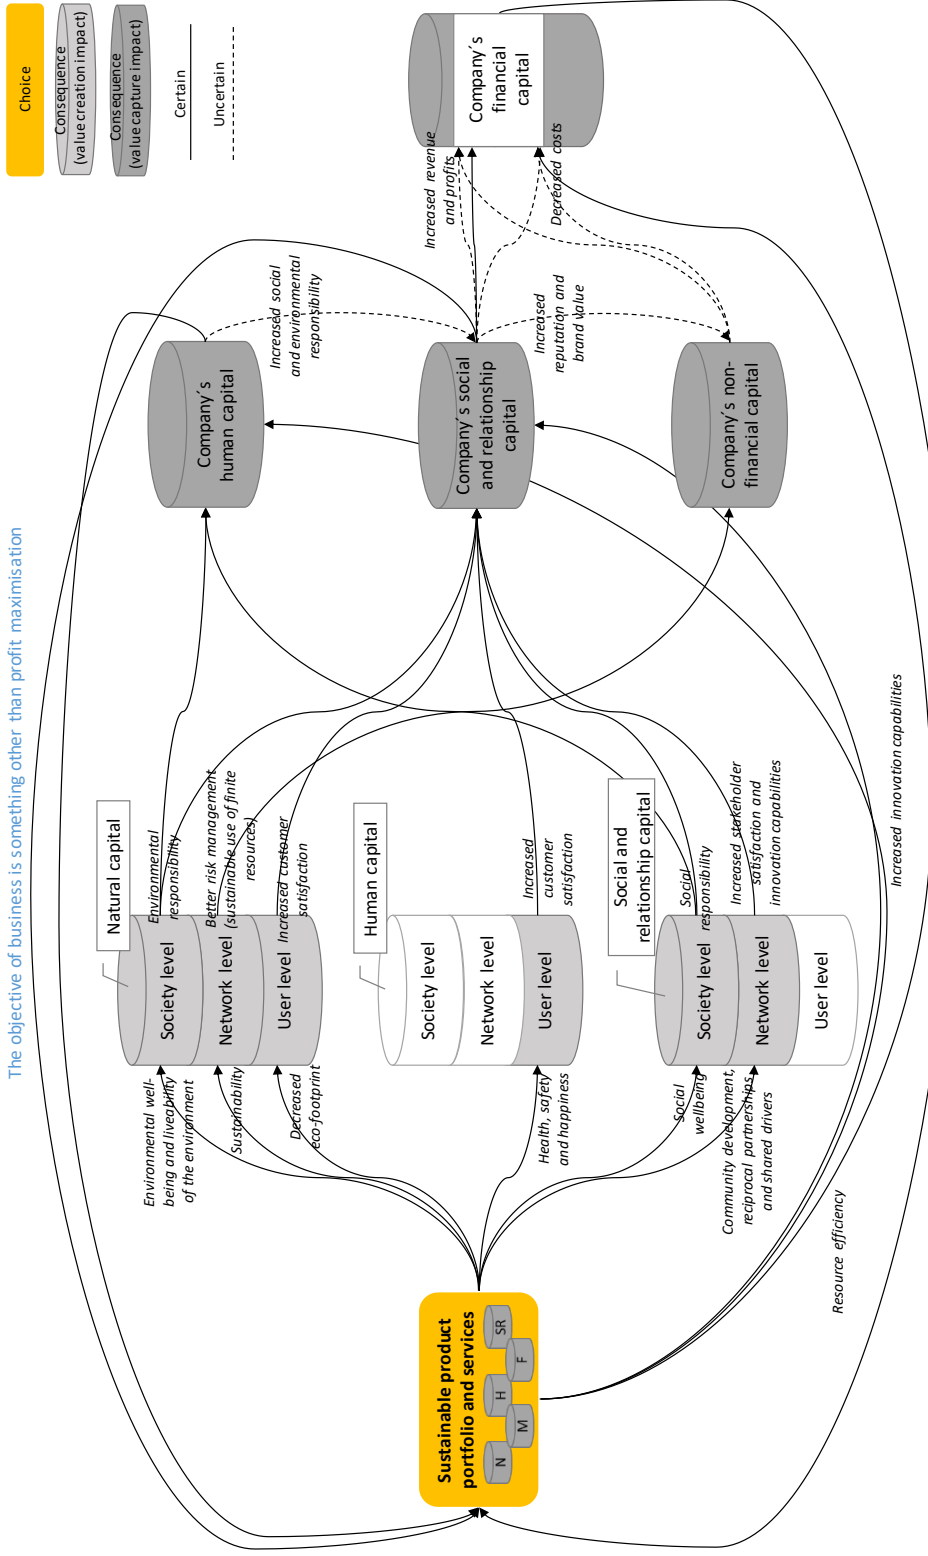 The objective of business is something other than profit maximisation
Choice
Consequence
(value creation impact)
Consequence
(value capture impact)
Certain
Uncertain
Sustainable product
portfolio and services
N
M
H
F
SR
Environmental well-
being and liveability
of the environment
Sustainability
Decreased
eco-footprint
Health, safety
and happiness
Social
wellbeing
Community development,
reciprocal partnerships
and shared drivers
Resource efficiency
Natural capital
Society level
Network level
User level
Human capital
Society level
Network level
User level
Social and
relationship capital
Society level
Network level
User level
Environmental
responsibility
Better risk management
(sustainable use of finite
resources)
Increased customer
satisfaction
Increased
customer
satisfaction
Social
responsibility
Increased stakeholder
satisfaction and
innovation capabilities
Increased innovation capabilities
Company´s
human capital
Company´s social
and relationship
capital
Company´s non-
financial capital
Increased social
and environmental
responsibility
Increased
reputation and
brand value
Increased revenue
and profits
Decreased costs
Company´s
financial
capital